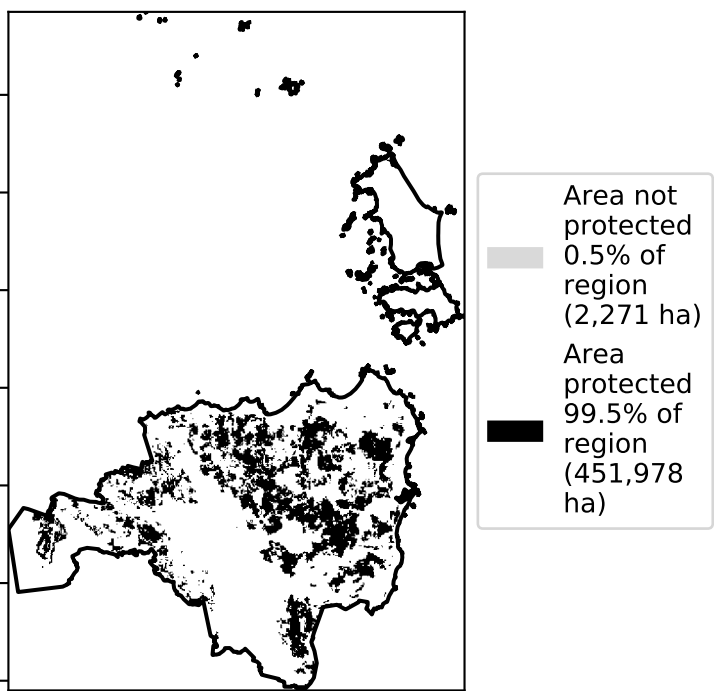 Area not
protected
0.5% of
region
(2,271 ha)
Area
protected
99.5% of
region
(451,978
ha)